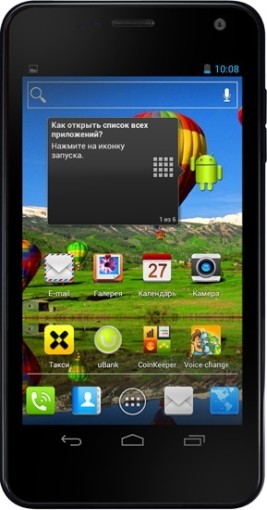 10:08
Как открыть список всех
приложений?
Нажмите на иконку
запуска.
1 из 6
E-mail
Галерея
27
Календарь
Камера
Такси
uBank
CoinKeeper
Voice change